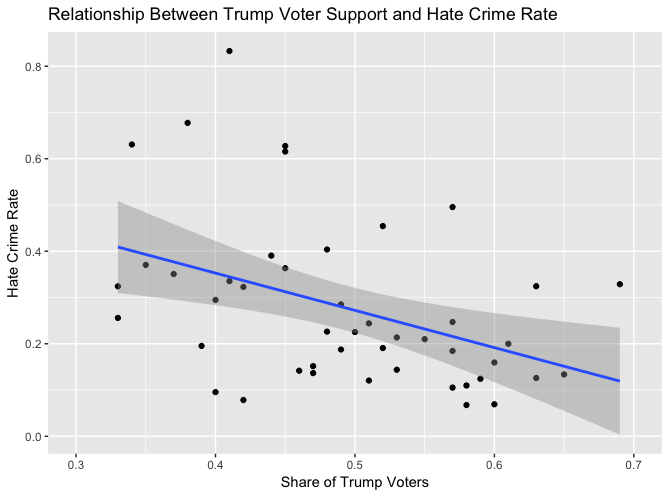 Relationship Between Trump Voter Support and Hate Crime Rate
0.8
0.6
0.4
0.2
0.0
Hate Crime Rate
0.3 0.4 0.5 0.6 0.7
Share of Trump Voters